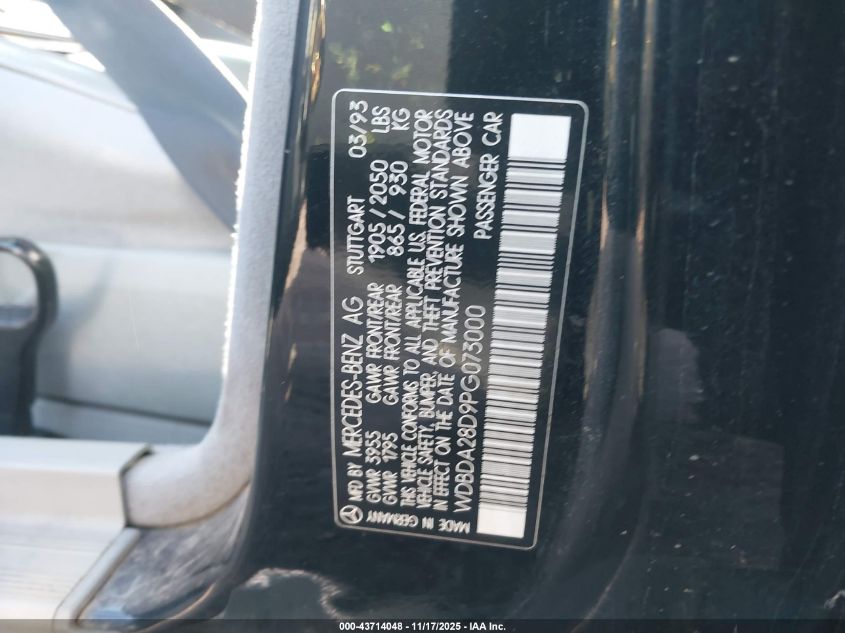 MFD BY MERCEDES-BENZ AG STUTTGART 03/93
GVWR 3955 GAWR FRONT/REAR 1905/2050 LBS
GVWR 1795 GAWR FRONT/REAR 865/ 930 KG
THIS VEHICLE CONFORMS TO ALL APPLICABLE U.S. FEDERAL MOTOR
VEHICLE SAFETY, BUMPER, AND THEFT PREVENTION STANDARDS
IN EFFECT ON THE DATE OF MANUFACTURE SHOWN ABOVE
WDBDA28D9PG073000 PASSENGER CAR
MADE IN GERMANY
000-43714048 - 11/17/2025 - IAA Inc.